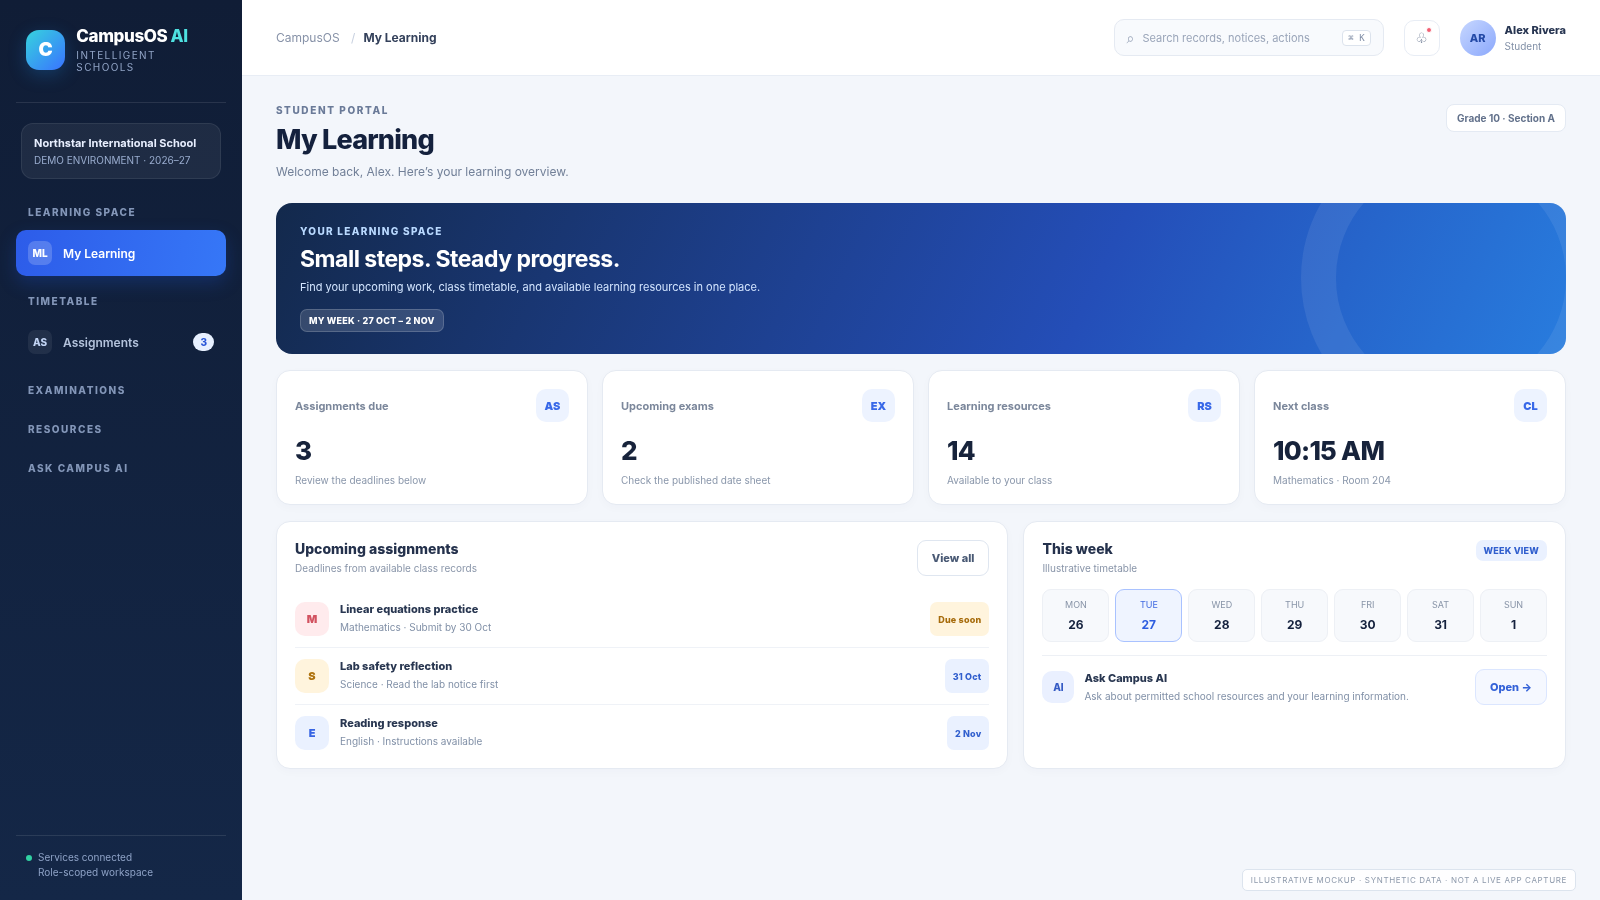 C
CampusOS AI
INTELLIGENT
SCHOOLS
Northstar International School
DEMO ENVIRONMENT · 2026–27
LEARNING SPACE
ML My Learning
TIMETABLE
AS Assignments 3
EXAMINATIONS
RESOURCES
ASK CAMPUS AI
Services connected
Role-scoped workspace
CampusOS / My Learning
Search records, notices, actions ⌘ K
AR
Alex Rivera
Student
STUDENT PORTAL
My Learning
Welcome back, Alex. Here’s your learning overview.
Grade 10 · Section A
YOUR LEARNING SPACE
Small steps. Steady progress.
Find your upcoming work, class timetable, and available learning resources in one place.
MY WEEK · 27 OCT – 2 NOV
Assignments due AS
3
Review the deadlines below
Upcoming exams EX
2
Check the published date sheet
Learning resources RS
14
Available to your class
Next class CL
10:15 AM
Mathematics · Room 204
Upcoming assignments
Deadlines from available class records
View all
M
Linear equations practice
Mathematics · Submit by 30 Oct
Due soon
S
Lab safety reflection
Science · Read the lab notice first
31 Oct
E
Reading response
English · Instructions available
2 Nov
This week
Illustrative timetable
WEEK VIEW
MON TUE WED THU FRI SAT SUN
26 27 28 29 30 31 1
AI
Ask Campus AI
Ask about permitted school resources and your learning information.
Open →
ILLUSTRATIVE MOCKUP · SYNTHETIC DATA · NOT A LIVE APP CAPTURE